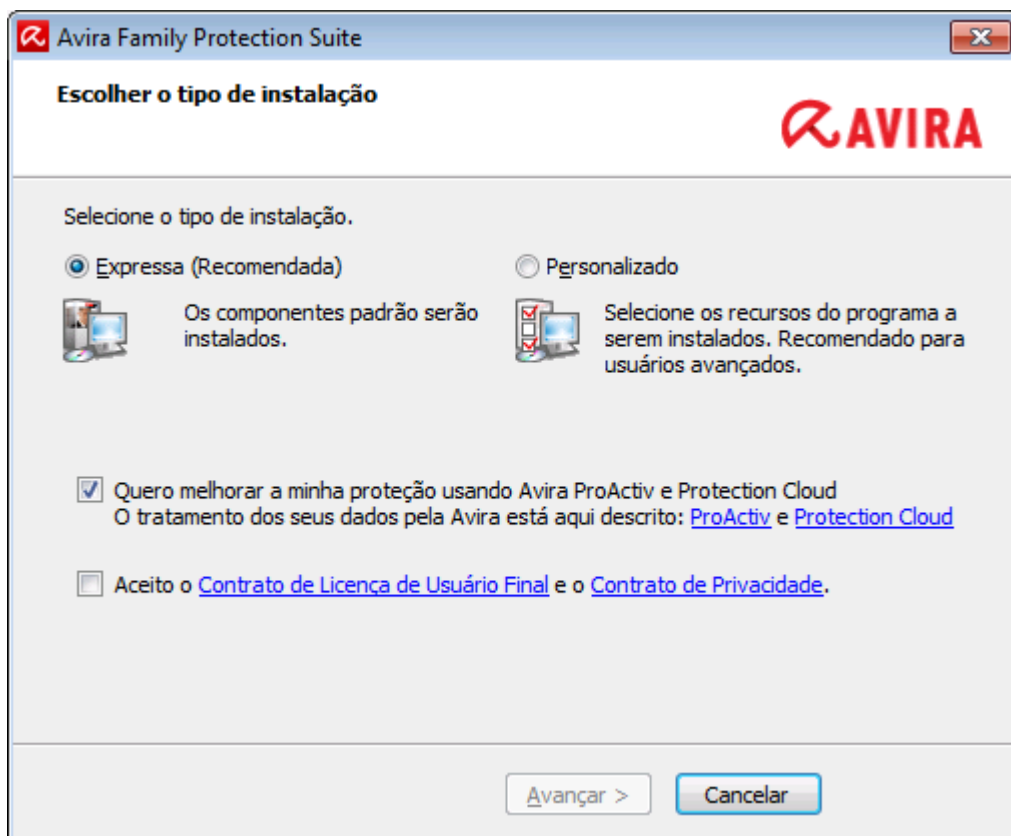 Avira Family Protection Suite
Escolher o tipo de instalação
AVIRA
Selecione o tipo de instalação.
Expressa (Recomendada)
Personalizado
Os componentes padrão serão
instalados.
Selecione os recursos do programa a
serem instalados. Recomendado para
usuários avançados.
Quero melhorar a minha proteção usando Avira ProActiv e Protection Cloud
O tratamento dos seus dados pela Avira está aqui descrito: ProActiv e Protection Cloud
Aceito o Contrato de Licença de Usuário Final e o Contrato de Privacidade.
Avançar >
Cancelar